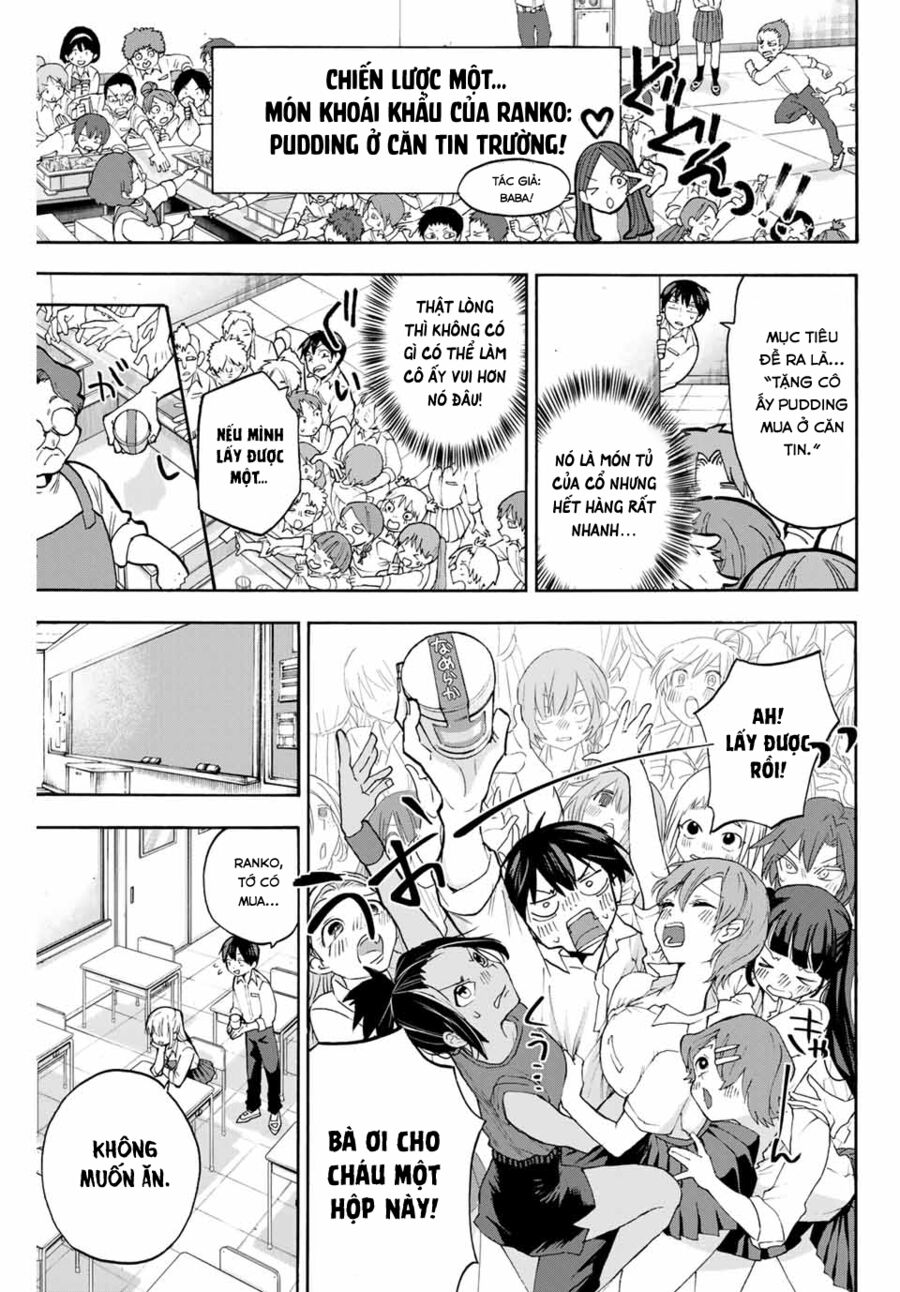 CHIẾN LƯỢC MỘT...
MÓN KHOÁI KHẨU CỦA RANKO:
PUDDING Ở CĂN TIN TRƯỜNG!
TÁC GIẢ:
BABA!
MỤC TIÊU
ĐỀ RA LÀ...
“TẶNG CÔ
ẤY PUDDING
MUA Ở CĂN
TIN.”
NÓ LÀ MÓN TỦ
CỦA CỔ NHƯNG
HẾT HÀNG RẤT
NHANH...
THẬT LÒNG
THÌ KHÔNG CÓ
GÌ CÓ THỂ LÀM
CÔ ẤY VUI HƠN
NÓ ĐÂU!
NẾU MÌNH
LẤY ĐƯỢC
MỘT...
AH!
LẤY ĐƯỢC
RỒI!
なめらか
BÀ ƠI CHO
CHÁU MỘT
HỘP NÀY!
RANKO,
TỚ CÓ
MUA...
KHÔNG
MUỐN ĂN.